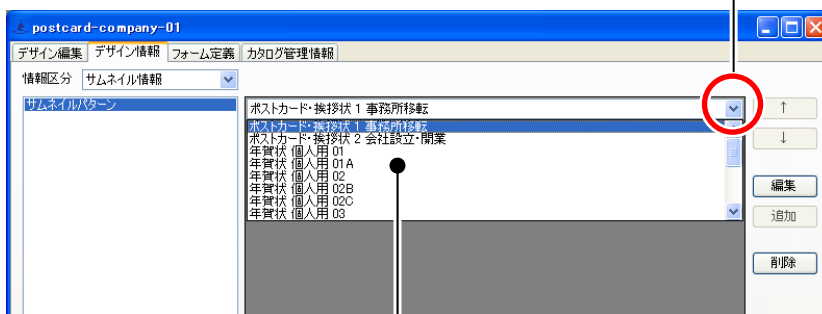 postcard-company-01
デザイン編集 デザイン情報 フォーム定義 カタログ管理情報
情報区分 サムネイル情報
サムネイルパターン
ポストカード・挨拶状 1 事務所移転
↑
ポストカード・挨拶状 1 事務所移転
ポストカード・挨拶状 2 会社設立・開業
↓
年賀状 個人用 01
年賀状 個人用 01A
年賀状 個人用 02
年賀状 個人用 02B
編集
年賀状 個人用 02C
年賀状 個人用 03
追加
削除